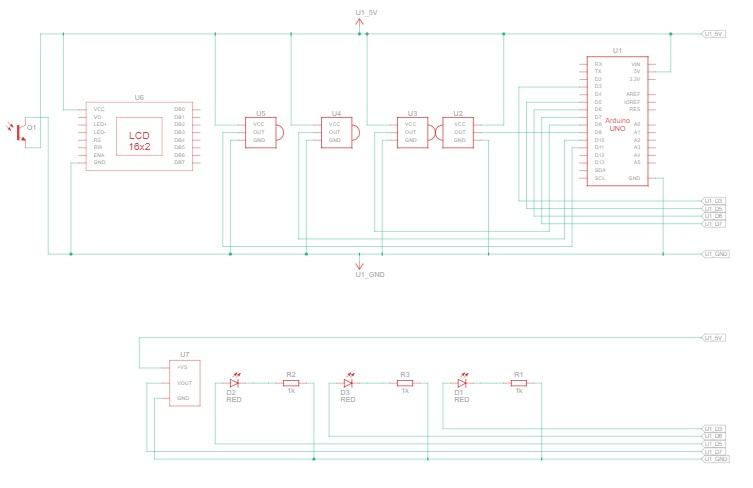 U1_5V
U1_5V
U1
U6
Q1
VCC
VO
LED+
LED-
RS
RW
ENA
GND
LCD
16x2
DB0
DB1
DB2
DB3
DB4
DB5
DB6
DB7
U5
VCC
OUT
GND
U4
VCC
OUT
GND
U3
VCC
OUT
GND
U2
VCC
OUT
GND
RX
TX
D2
D3
D4
D5
D6
D7
D8
D9
D10
D11
D12
D13
SDA
SCL
Arduino
UNO
VIN
5V
3.3V
AREF
IOREF
RES
A0
A1
A2
A3
A4
A5
GND
U1_D3
U1_D5
U1_D6
U1_D7
U1_GND
U1_GND
U1_5V
U7
+VS
VOUT
GND
D2
RED
R2
1k
D3
RED
R3
1k
D1
RED
R1
1k
U1_D3
U1_D6
U1_D5
U1_D7
U1_GND